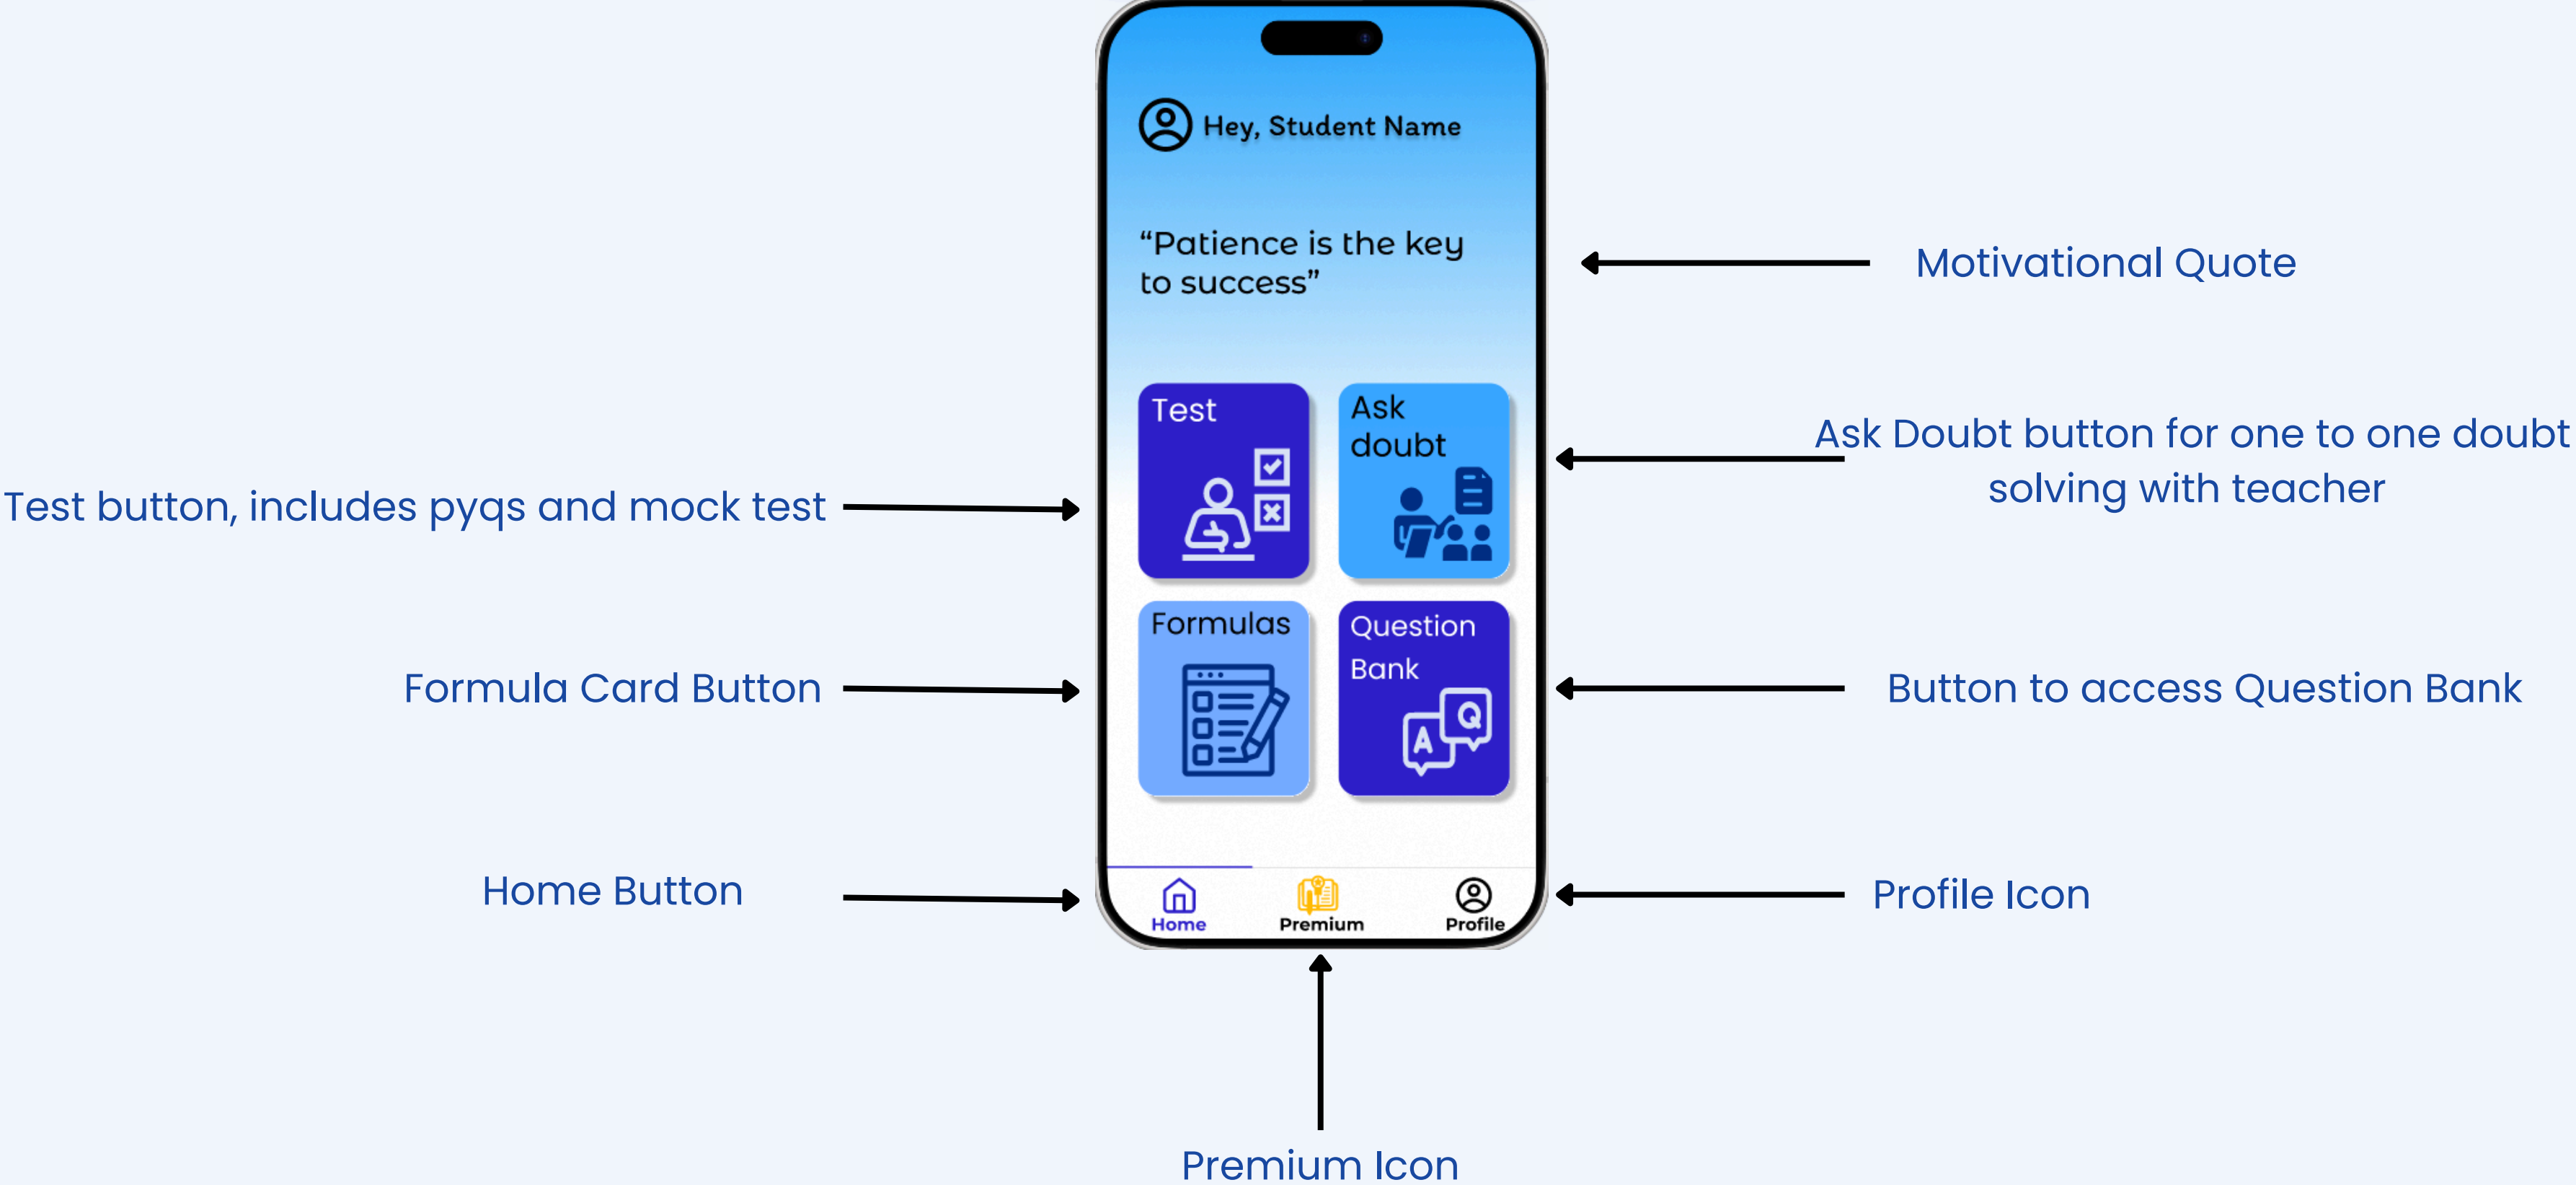 Hey, Student Name
“Patience is the key
to success”
Motivational Quote
Test
Ask
doubt
Ask Doubt button for one to one doubt
solving with teacher
Test button, includes pyqs and mock test
Formulas
Question
Bank
Q
A
Formula Card Button
Button to access Question Bank
Home Button
Home
Premium
Profile
Profile Icon
Premium Icon